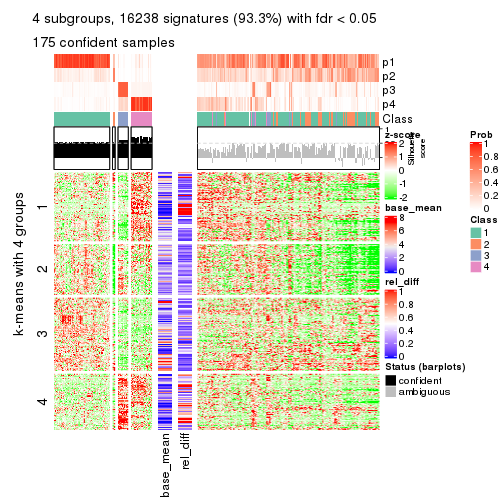 4 subgroups, 16238 signatures (93.3%) with fdr < 0.05
175 confident samples
p1
p2
p3
p4
Class
1
Silhouette
score
k-means with 4 groups
1
2
3
4
base_mean
rel_diff
z-score
2
1
0
-1
-2
base_mean
8
6
4
2
0
rel_diff
1
0.8
0.6
0.4
0.2
0
Status (barplots)
confident
ambiguous
Prob
1
0.8
0.6
0.4
0.2
0
Class
1
2
3
4